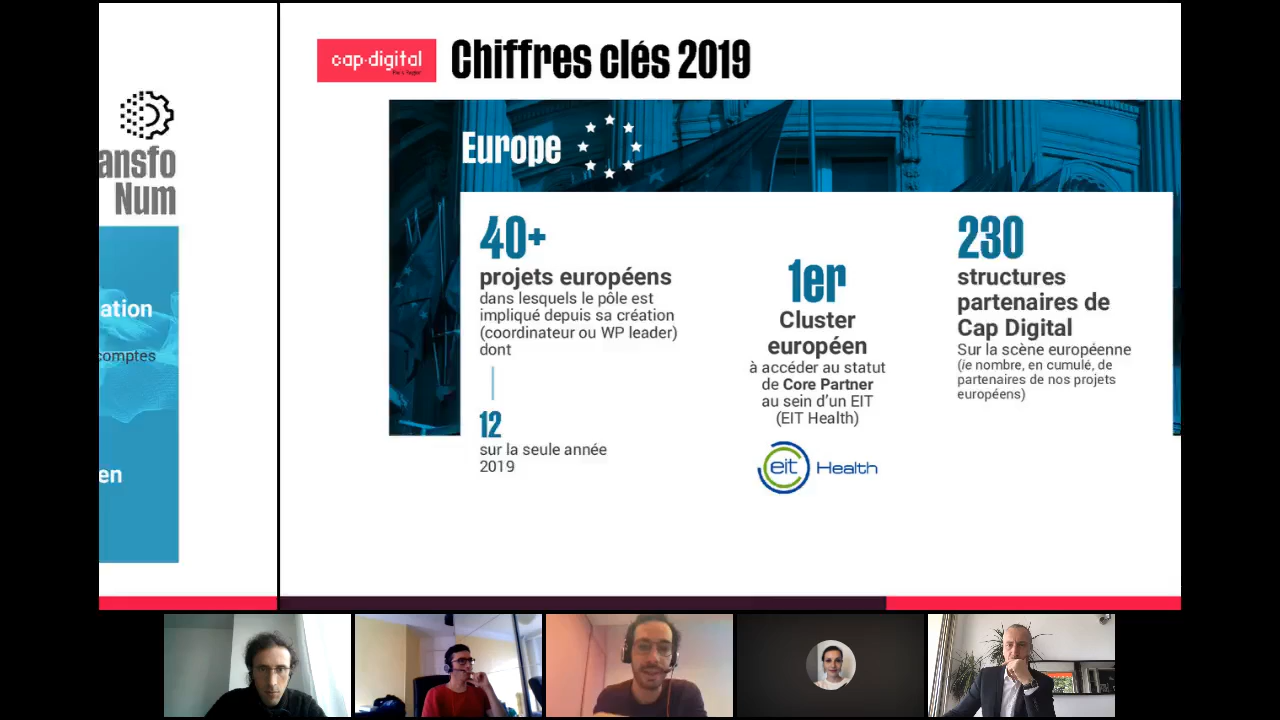 ansfo
Num
ation
comptes
en
cap·digital
Chiffres clés 2019
Europe
40+
projets européens
dans lesquels le pôle est
impliqué depuis sa création
(coordinateur ou WP leader)
dont
12
sur la seule année
2019
1er
Cluster
européen
à accéder au statut
de Core Partner
au sein d'un EIT
(EIT Health)
eit Health
230
structures
partenaires de
Cap Digital
Sur la scène européenne
(ie nombre, en cumulé, de
partenaires de nos projets
européens)